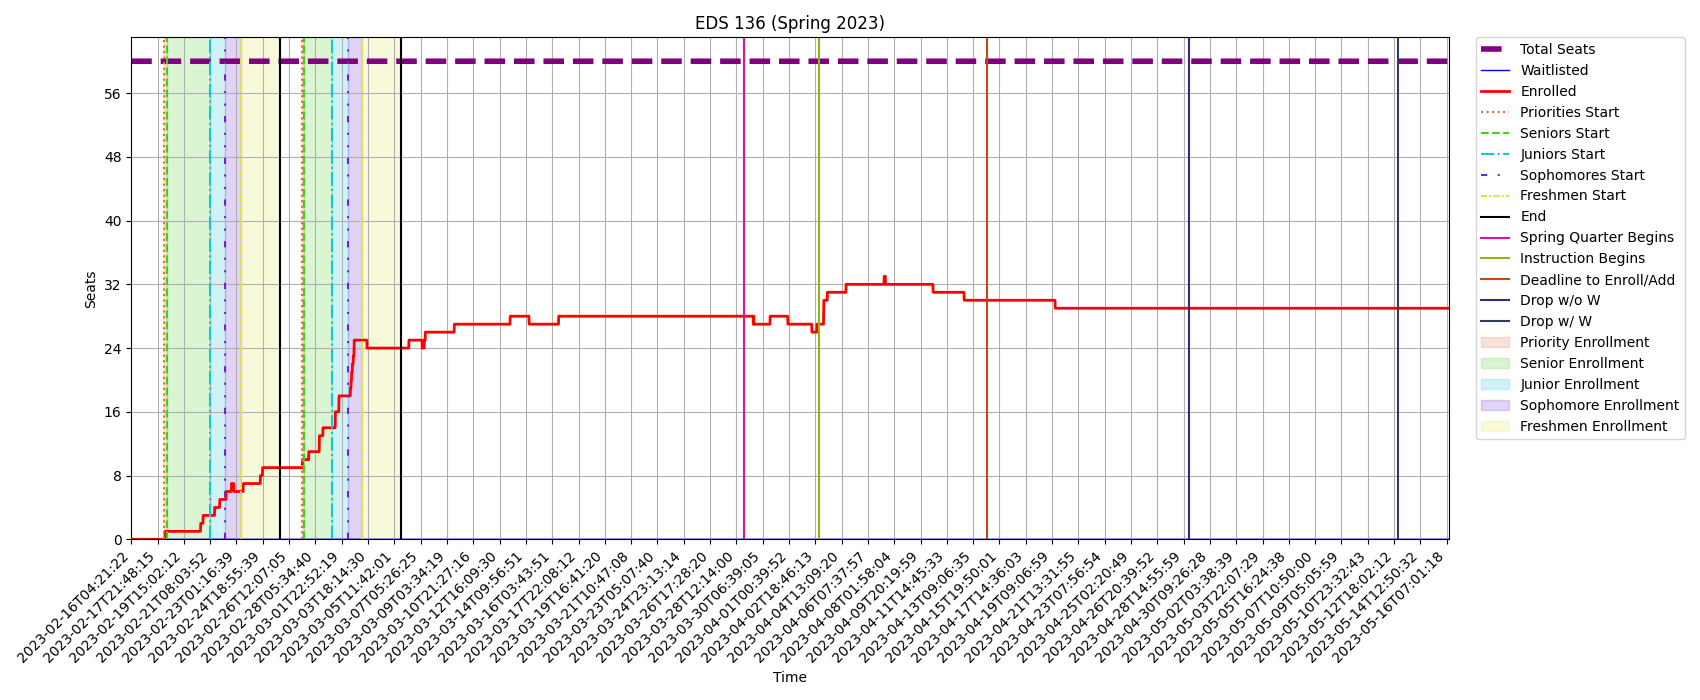 EDS 136 (Spring 2023)
Seats
56
48
40
32
24
16
8
0
2023-02-16T04:21:22
2023-02-17T21:48:15
2023-02-19T15:02:12
2023-02-21T08:03:52
2023-02-23T01:16:39
2023-02-24T18:55:39
2023-02-26T12:07:05
2023-02-28T05:34:40
2023-03-01T22:52:19
2023-03-03T18:14:30
2023-03-05T11:42:01
2023-03-07T05:26:25
2023-03-09T03:34:19
2023-03-10T21:27:16
2023-03-12T16:09:30
2023-03-14T09:56:51
2023-03-16T03:43:51
2023-03-17T22:08:12
2023-03-19T16:41:20
2023-03-21T10:47:08
2023-03-23T05:07:40
2023-03-24T23:13:14
2023-03-26T17:28:20
2023-03-28T12:14:00
2023-03-30T06:39:05
2023-04-01T00:39:52
2023-04-02T18:46:13
2023-04-04T13:09:20
2023-04-06T07:37:57
2023-04-08T01:58:04
2023-04-09T20:19:59
2023-04-11T14:45:33
2023-04-13T09:06:35
2023-04-15T19:50:01
2023-04-17T14:36:03
2023-04-19T09:06:59
2023-04-21T13:31:55
2023-04-23T07:56:54
2023-04-25T02:20:49
2023-04-26T20:39:52
2023-04-28T14:55:59
2023-04-30T09:26:28
2023-05-02T03:38:39
2023-05-03T22:07:29
2023-05-05T16:24:38
2023-05-07T10:50:00
2023-05-09T05:05:59
2023-05-10T23:32:43
2023-05-12T18:02:12
2023-05-14T12:50:32
2023-05-16T07:01:18
Time
Total Seats
Waitlisted
Enrolled
Priorities Start
Seniors Start
Juniors Start
Sophomores Start
Freshmen Start
End
Spring Quarter Begins
Instruction Begins
Deadline to Enroll/Add
Drop w/o W
Drop w/ W
Priority Enrollment
Senior Enrollment
Junior Enrollment
Sophomore Enrollment
Freshmen Enrollment